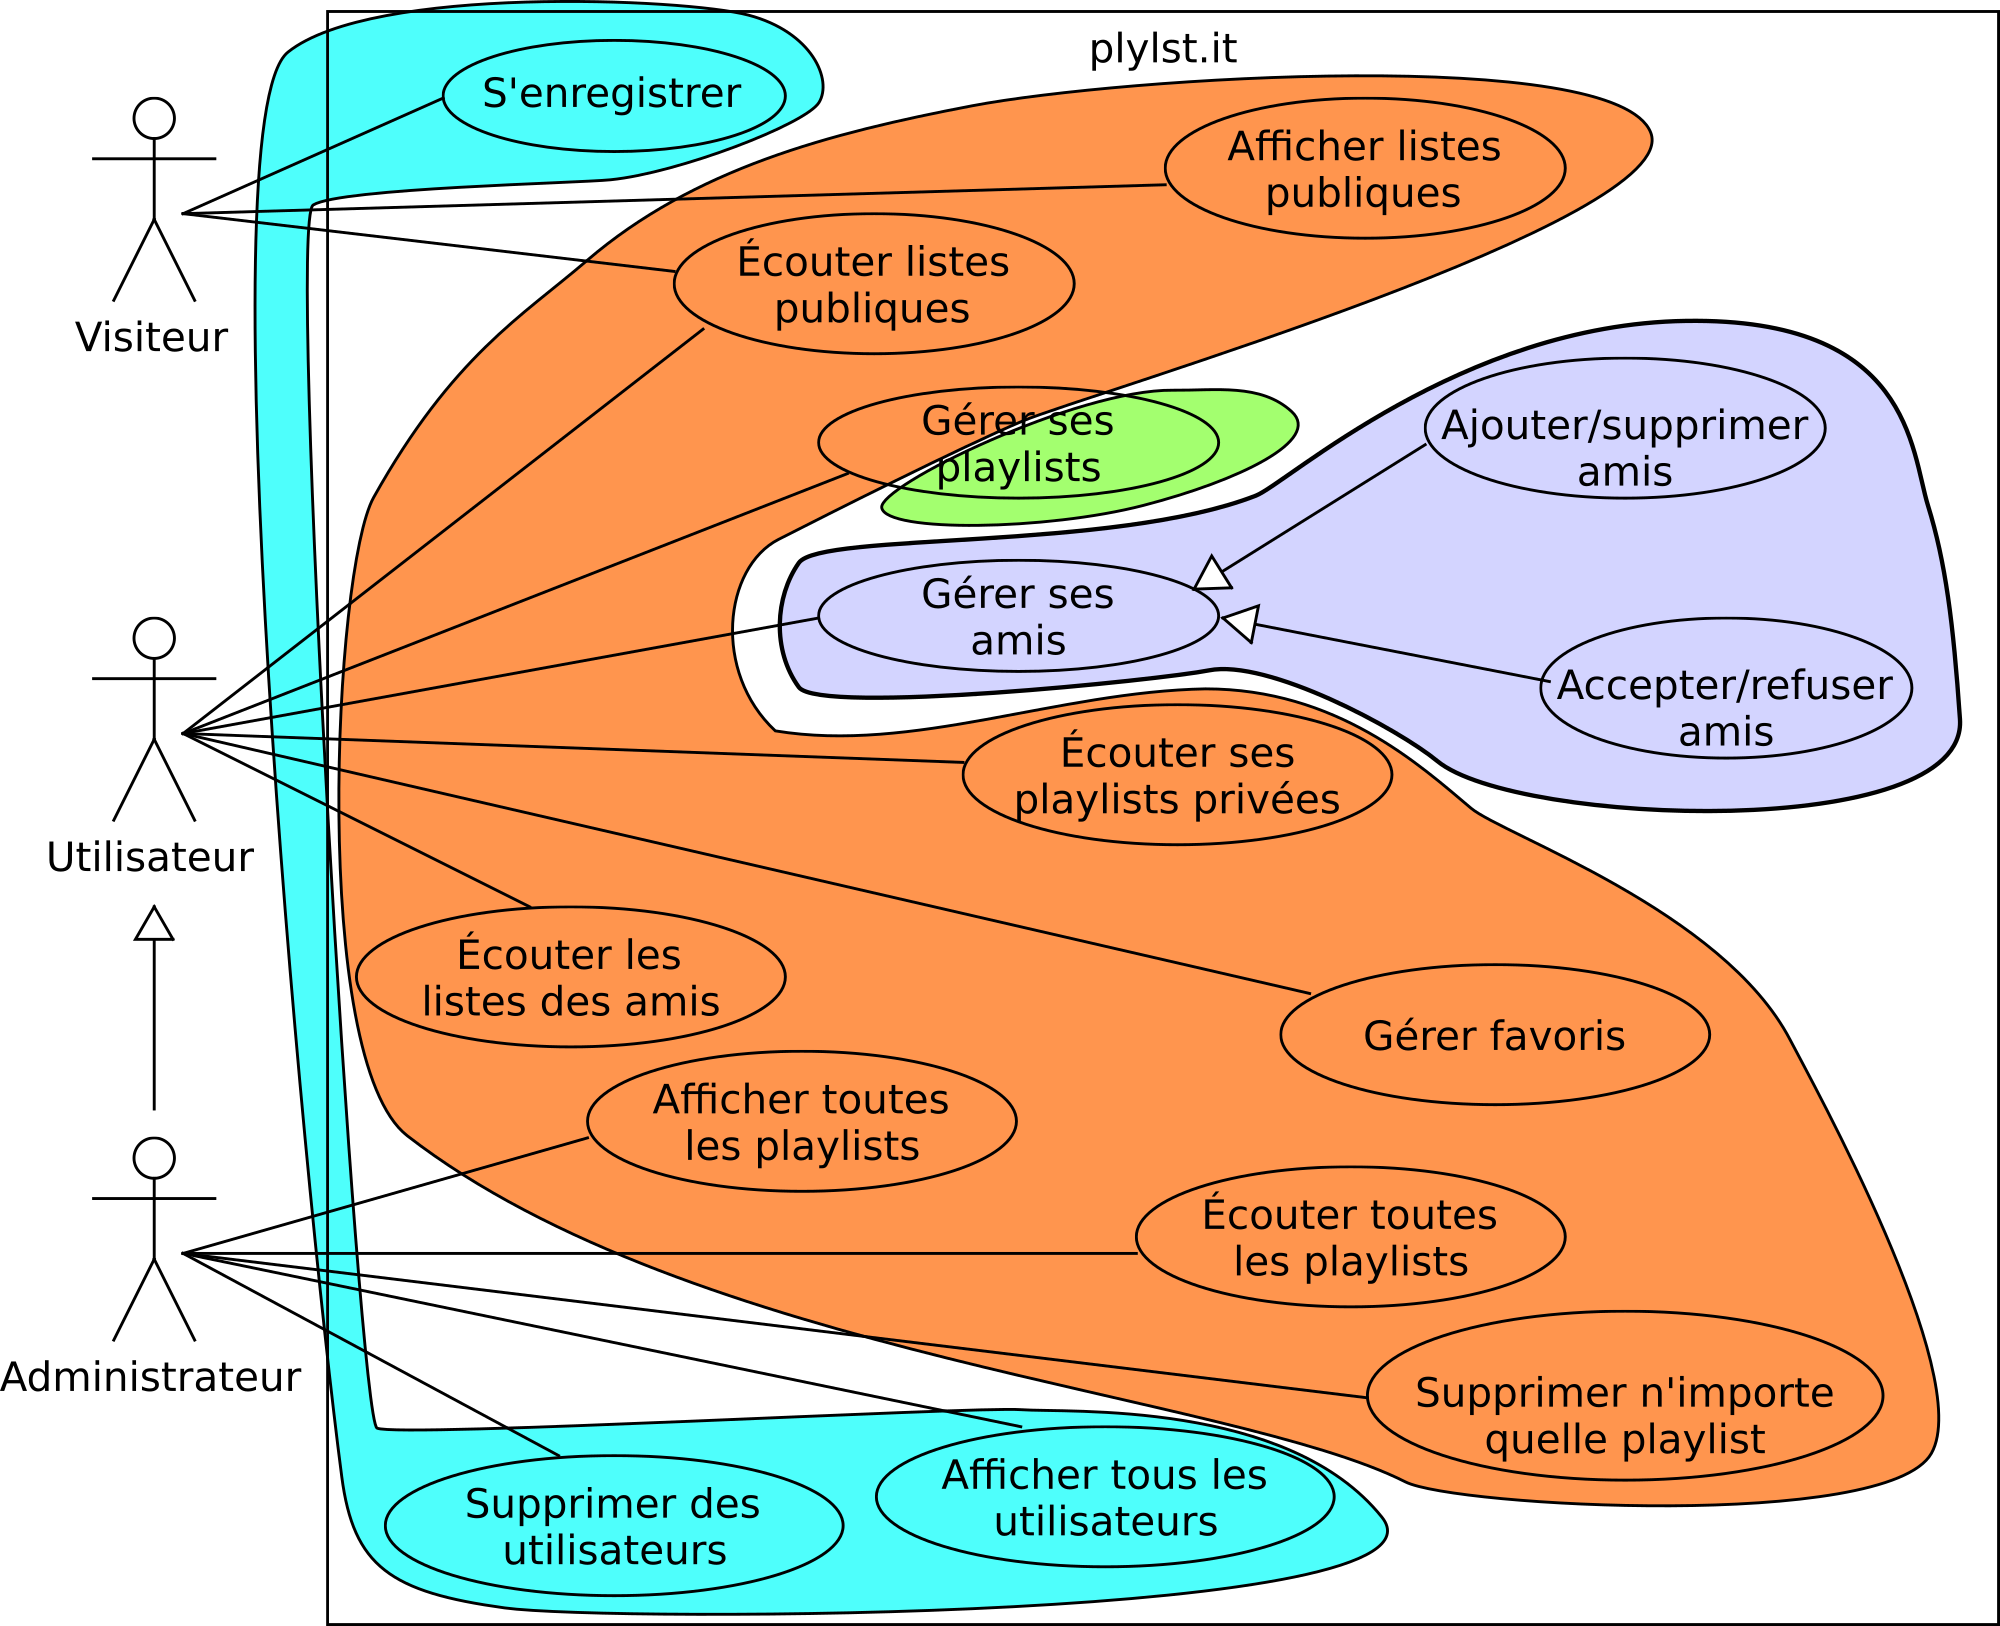 plylst.it
S'enregistrer
Afficher listes
publiques
Écouter listes
publiques
Visiteur
Gérer ses
playlists
Ajouter/supprimer
amis
Gérer ses
amis
Accepter/refuser
amis
Écouter ses
playlists privées
Utilisateur
Écouter les
listes des amis
Gérer favoris
Afficher toutes
les playlists
Écouter toutes
les playlists
Administrateur
Supprimer n'importe
quelle playlist
Afficher tous les
utilisateurs
Supprimer des
utilisateurs